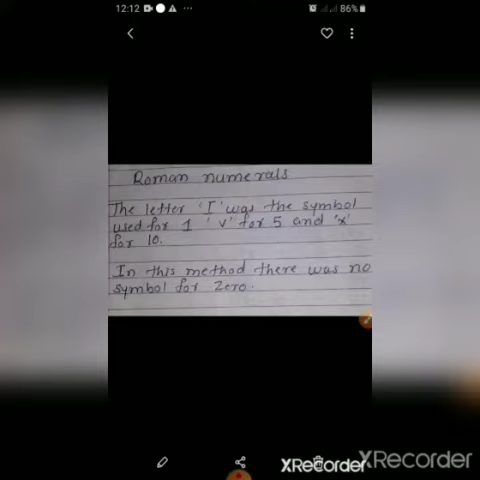 12:12
86%
Roman numerals
The letter 'I' was the symbol
used for 1 'v' for 5 and 'x'
for 10.
In this method there was no
symbol for Zero.
XRecorder
XRecorder